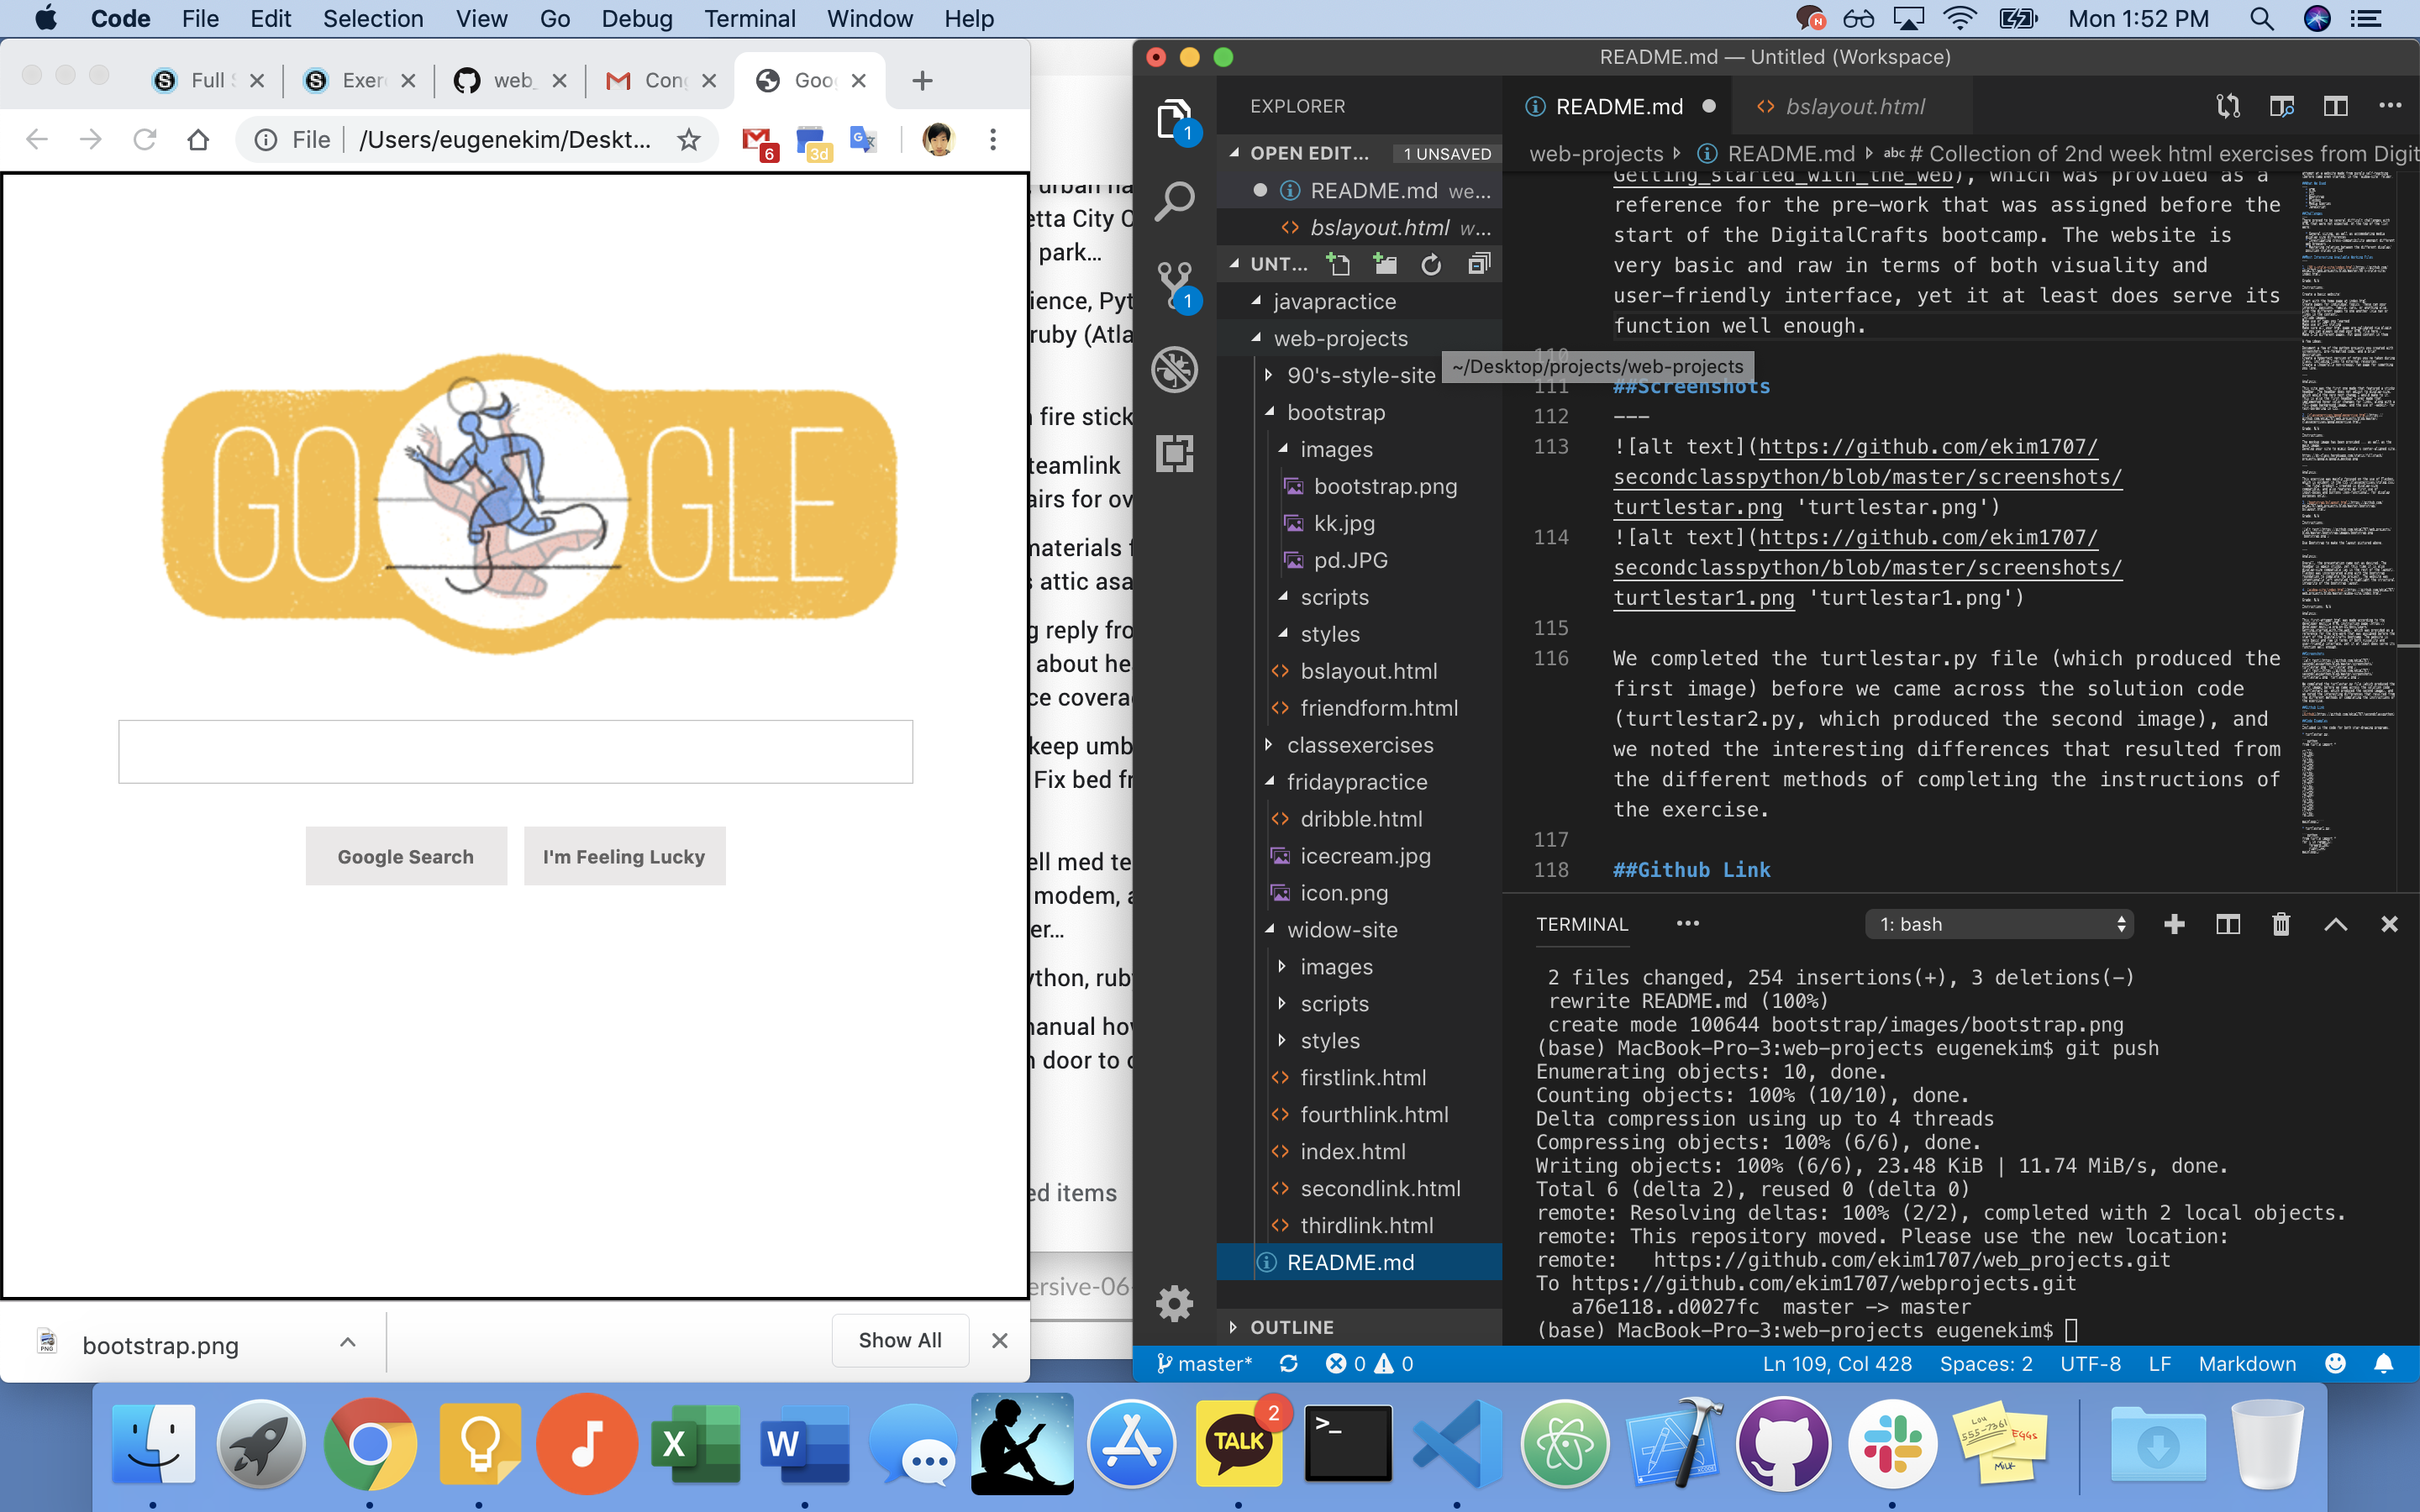 Code File Edit Selection View Go Debug Terminal Window Help Mon 1:52 PM
Full
Exer
web_
Con
Goo
File /Users/eugenekim/Deskt...
6
3d
GOOGLE
Google Search
I'm Feeling Lucky
bootstrap.png
Show All
etta City
park...
ience, Pyt
ruby (Atla
fire stick
teamlink
airs for ov
attic asa
reply fro
about he
ce covera
keep umb
Fix bed fr
ell med te
modem, a
er...
ython, rub
manual how
door to
ed items
ersive-06-
README.md — Untitled (Workspace)
EXPLORER
OPEN EDIT... 1 UNSAVED
README.md we...
bslayout.html w...
UNT...
javapractice
web-projects
90's-style-site
bootstrap
images
bootstrap.png
kk.jpg
pd.JPG
scripts
styles
bslayout.html
friendform.html
classexercises
fridaypractice
dribble.html
icecream.jpg
icon.png
widow-site
images
scripts
styles
firstlink.html
fourthlink.html
index.html
secondlink.html
thirdlink.html
README.md
OUTLINE
1
1
README.md
bslayout.html
web-projects README.md abc # Collection of 2nd week html exercises from Digit
Getting_started_with_the_web), which was provided as a
reference for the pre-work that was assigned before the
start of the DigitalCrafts bootcamp. The website is
very basic and raw in terms of both visuality and
user-friendly interface, yet it at least does serve its
function well enough.
110
~/Desktop/projects/web-projects
111 ##Screenshots
112 ---
113 ![alt text](https://github.com/ekim1707/
secondclasspython/blob/master/screenshots/
turtlestar.png 'turtlestar.png')
114 ![alt text](https://github.com/ekim1707/
secondclasspython/blob/master/screenshots/
turtlestar1.png 'turtlestar1.png')
115
116 We completed the turtlestar.py file (which produced the
first image) before we came across the solution code
(turtlestar2.py, which produced the second image), and
we noted the interesting differences that resulted from
the different methods of completing the instructions of
the exercise.
117
118 ##Github Link
TERMINAL ••• 1: bash
2 files changed, 254 insertions(+), 3 deletions(-)
rewrite README.md (100%)
create mode 100644 bootstrap/images/bootstrap.png
(base) MacBook-Pro-3:web-projects eugenekim$ git push
Enumerating objects: 10, done.
Counting objects: 100% (10/10), done.
Delta compression using up to 4 threads
Compressing objects: 100% (6/6), done.
Writing objects: 100% (6/6), 23.48 KiB | 11.74 MiB/s, done.
Total 6 (delta 2), reused 0 (delta 0)
remote: Resolving deltas: 100% (2/2), completed with 2 local objects.
remote: This repository moved. Please use the new location:
remote:   https://github.com/ekim1707/web_projects.git
To https://github.com/ekim1707/webprojects.git
a76e118..d0027fc  master -> master
(base) MacBook-Pro-3:web-projects eugenekim$
master* 0 0 Ln 109, Col 428 Spaces: 2 UTF-8 LF Markdown
TALK
2
Lou
555-7361
EGGS
MILK